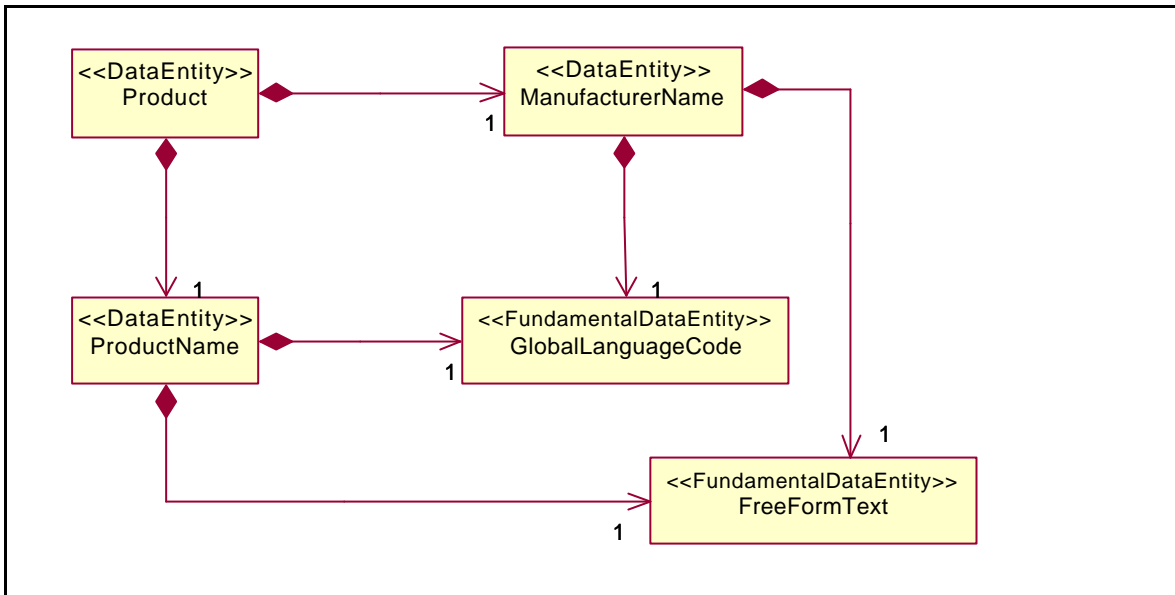 <<DataEntity>>
Product
<<DataEntity>>
ManufacturerName
1
1
<<DataEntity>>
ProductName
1
<<FundamentalDataEntity>>
GlobalLanguageCode
1
1
<<FundamentalDataEntity>>
FreeFormText
1